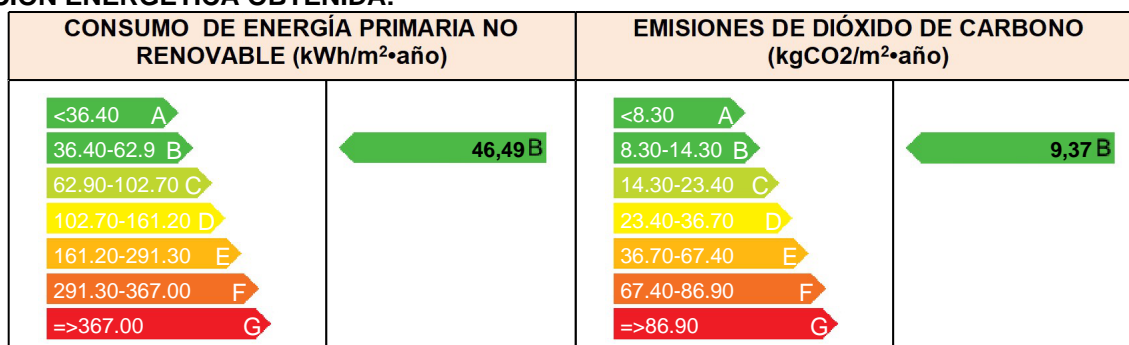 SIÓN ENERGÉTICA OBTENIDA:
CONSUMO DE ENERGÍA PRIMARIA NO
RENOVABLE (kWh/m²•año)
EMISIONES DE DIÓXIDO DE CARBONO
(kgCO2/m²•año)
<36.40 A
36.40-62.9 B
62.90-102.70 C
102.70-161.20 D
161.20-291.30 E
291.30-367.00 F
=>367.00 G
46,49 B
<8.30 A
8.30-14.30 B
14.30-23.40 C
23.40-36.70 D
36.70-67.40 E
67.40-86.90 F
=>86.90 G
9,37 B